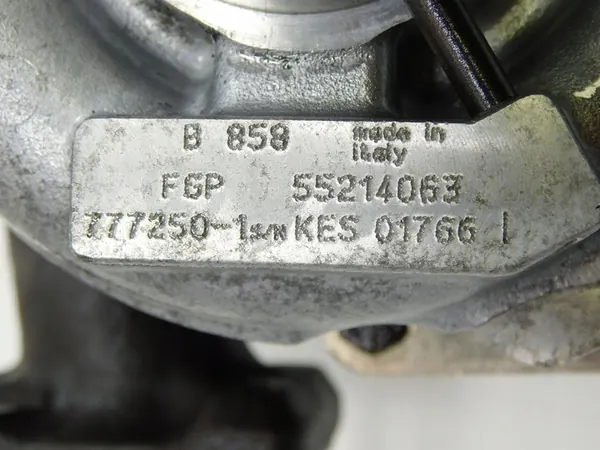 B 858 made in italy
FGP 55214063
777250-1 S/N KES 01766 I